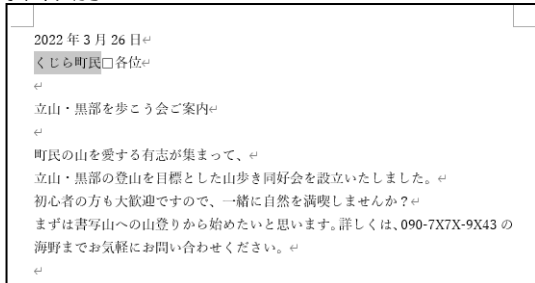 2022年3月26日↵
くじら町民□各位↵
↵
立山・黒部を歩こう会ご案内↵
↵
町民の山を愛する有志が集まって、↵
立山・黒部の登山を目標とした山歩き同好会を設立いたしました。↵
初心者の方も大歓迎ですので、一緒に自然を満喫しませんか？↵
まずは書写山への山登りから始めたいと思います。詳しくは、090-7X7X-9X43の
海野までお気軽にお問い合わせください。↵
↵